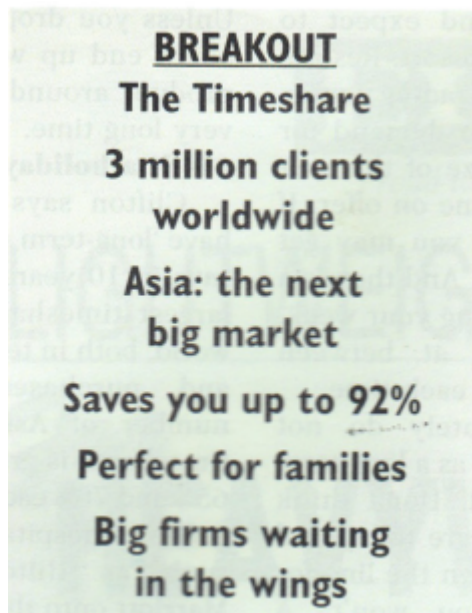 BREAKOUT
The Timeshare
3 million clients
worldwide
Asia: the next
big market
Saves you up to 92%
Perfect for families
Big firms waiting
in the wings